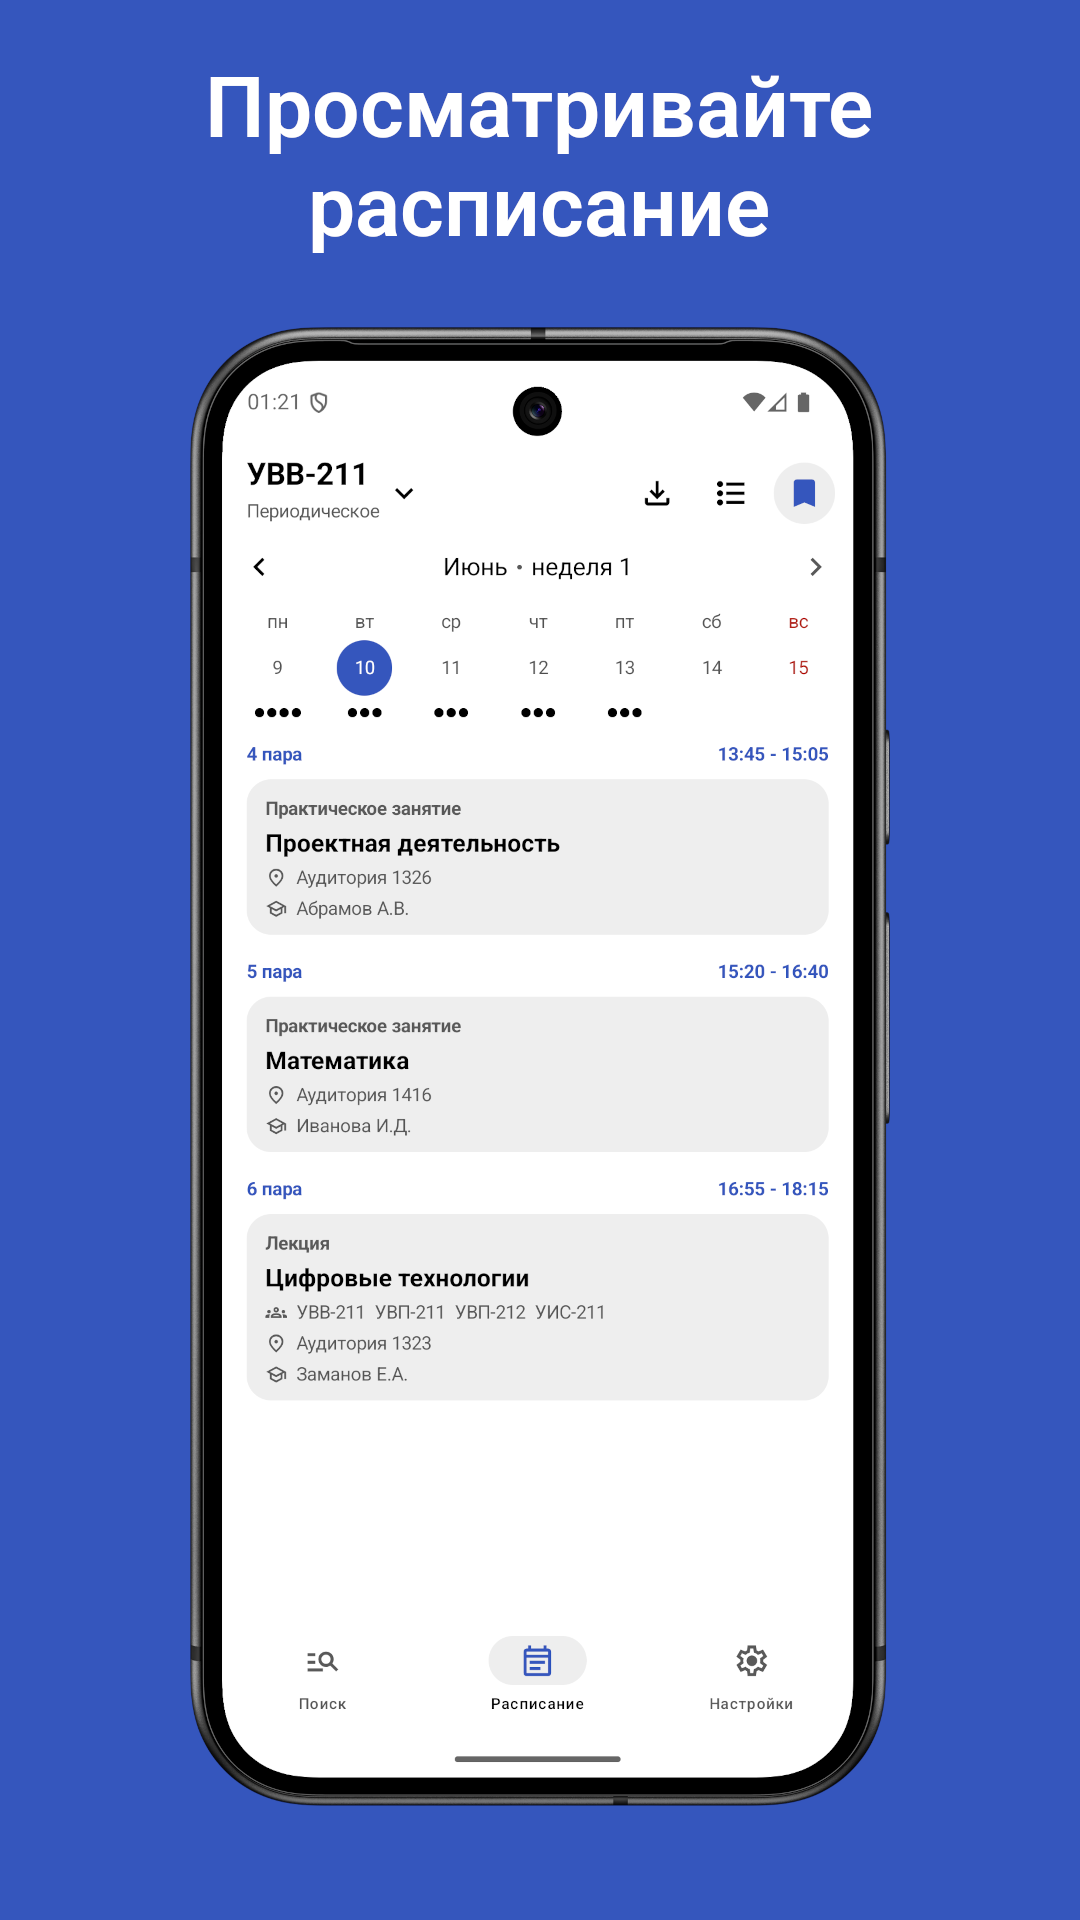 Просматривайте
расписание
01:21
УВВ-211
Периодическое
Июнь • неделя 1
пн вт ср чт пт сб вс
9 10 11 12 13 14 15
4 пара 13:45 - 15:05
Практическое занятие
Проектная деятельность
Аудитория 1326
Абрамов А.В.
5 пара 15:20 - 16:40
Практическое занятие
Математика
Аудитория 1416
Иванова И.Д.
6 пара 16:55 - 18:15
Лекция
Цифровые технологии
УВВ-211 УВП-211 УВП-212 УИС-211
Аудитория 1323
Заманов Е.А.
Поиск Расписание Настройки